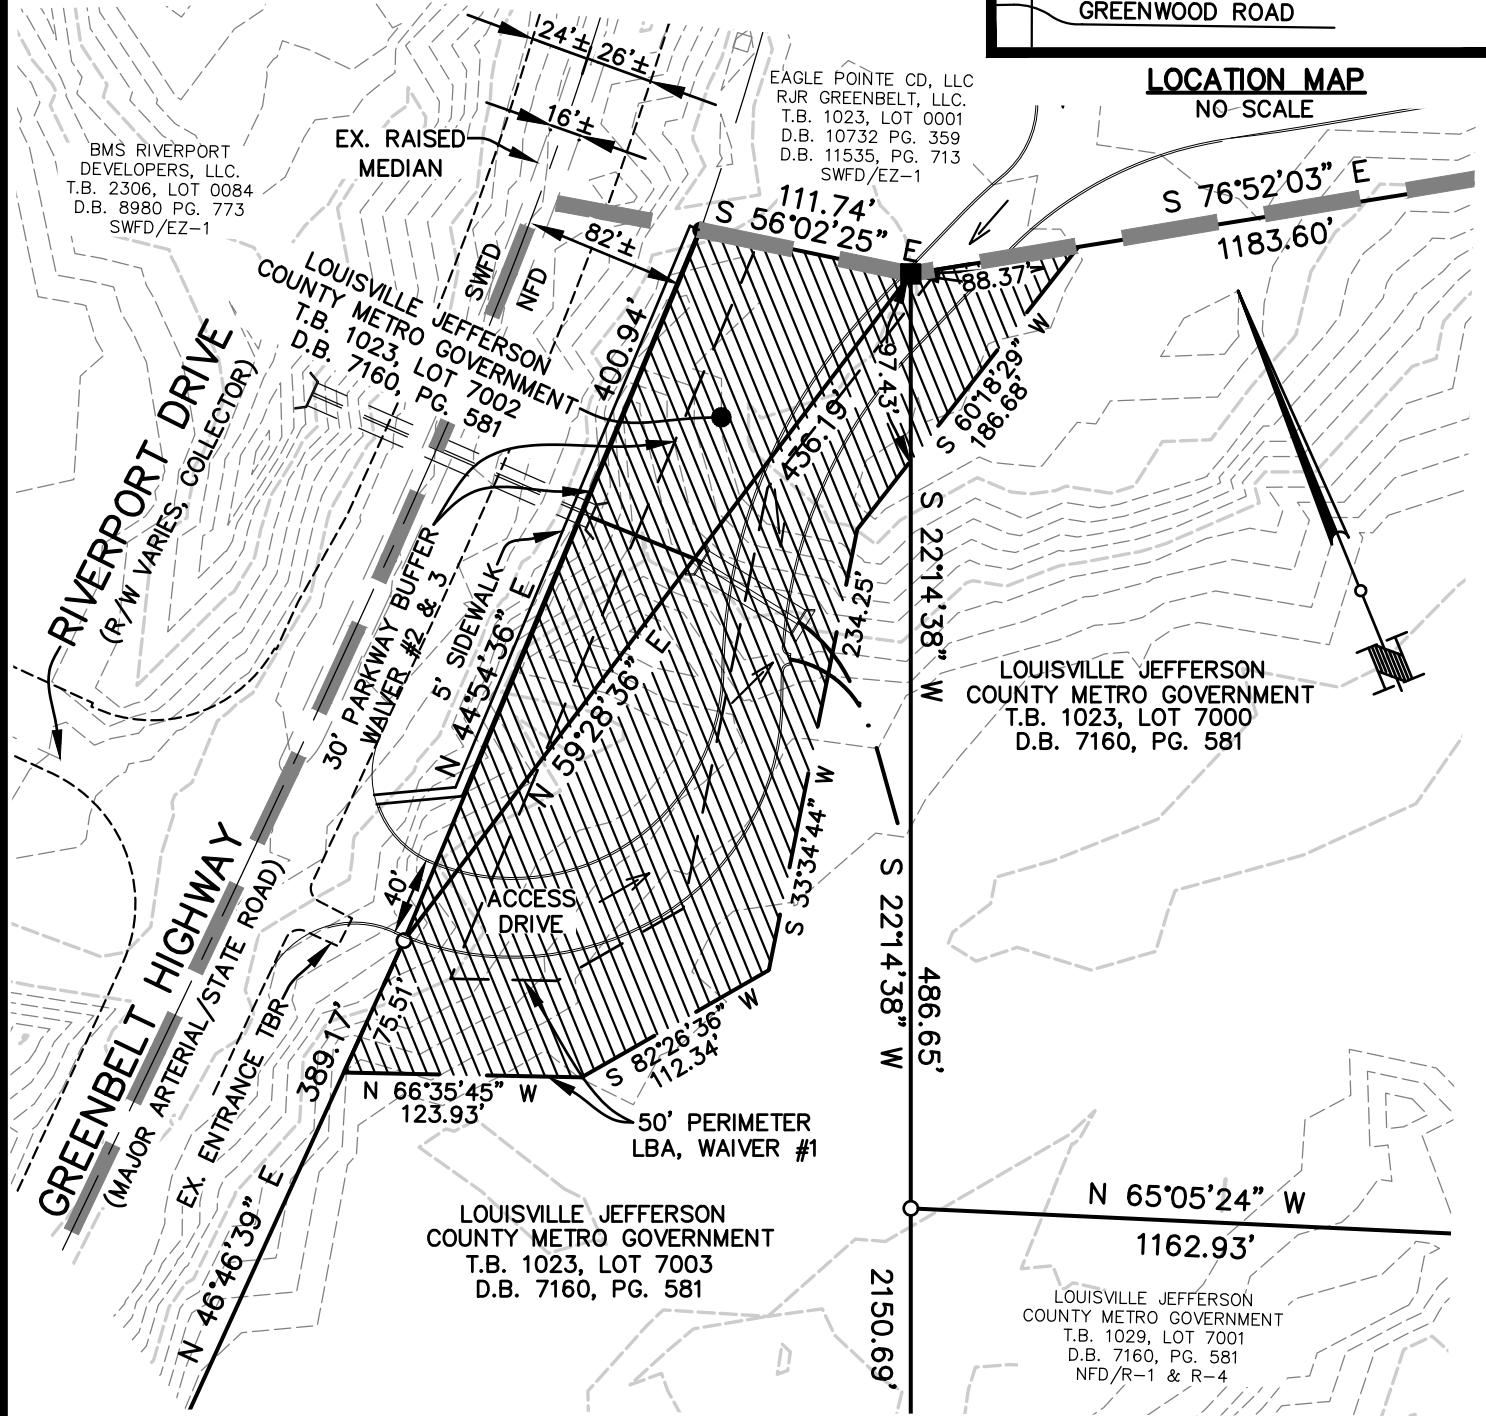 GREENWOOD ROAD
LOCATION MAP
NO SCALE
24'± 26'±
16'±
EX. RAISED
MEDIAN
EAGLE POINTE CD, LLC
RJR GREENBELT, LLC.
T.B. 1023, LOT 0001
D.B. 10732 PG. 359
D.B. 11535, PG. 713
SWFD/EZ-1
BMS RIVERPORT
DEVELOPERS, LLC.
T.B. 2306, LOT 0084
D.B. 8980 PG. 773
SWFD/EZ-1
111.74'
S 56°02'25" E
S 76°52'03" E
1183.60'
82'±
SWFD
NFD
88.37'
LOUISVILLE JEFFERSON
COUNTY METRO GOVERNMENT
T.B. 1023, LOT 7002
D.B. 7160, PG. 581
400.94'
97.43'
436.19'
S 60°18'29" W
186.68'
RIVERPORT DRIVE
(R/W VARIES, COLLECTOR)
30' PARKWAY BUFFER
WAIVER #2 & 3
5' SIDEWALK
N 44°54'36" E
N 59°28'36" E
234.25'
S 22°14'38" W
LOUISVILLE JEFFERSON
COUNTY METRO GOVERNMENT
T.B. 1023, LOT 7000
D.B. 7160, PG. 581
S 33°34'44" W
40'
ACCESS
DRIVE
S 22°14'38" W
486.65'
GREENBELT HIGHWAY
(MAJOR ARTERIAL/STATE ROAD)
EX. ENTRANCE TBR
389.17'
75.51'
N 66°35'45" W
123.93'
S 82°26'36" W
112.34'
50' PERIMETER
LBA, WAIVER #1
N 46°46'39" E
LOUISVILLE JEFFERSON
COUNTY METRO GOVERNMENT
T.B. 1023, LOT 7003
D.B. 7160, PG. 581
N 65°05'24" W
1162.93'
2150.69'
LOUISVILLE JEFFERSON
COUNTY METRO GOVERNMENT
T.B. 1029, LOT 7001
D.B. 7160, PG. 581
NFD/R-1 & R-4